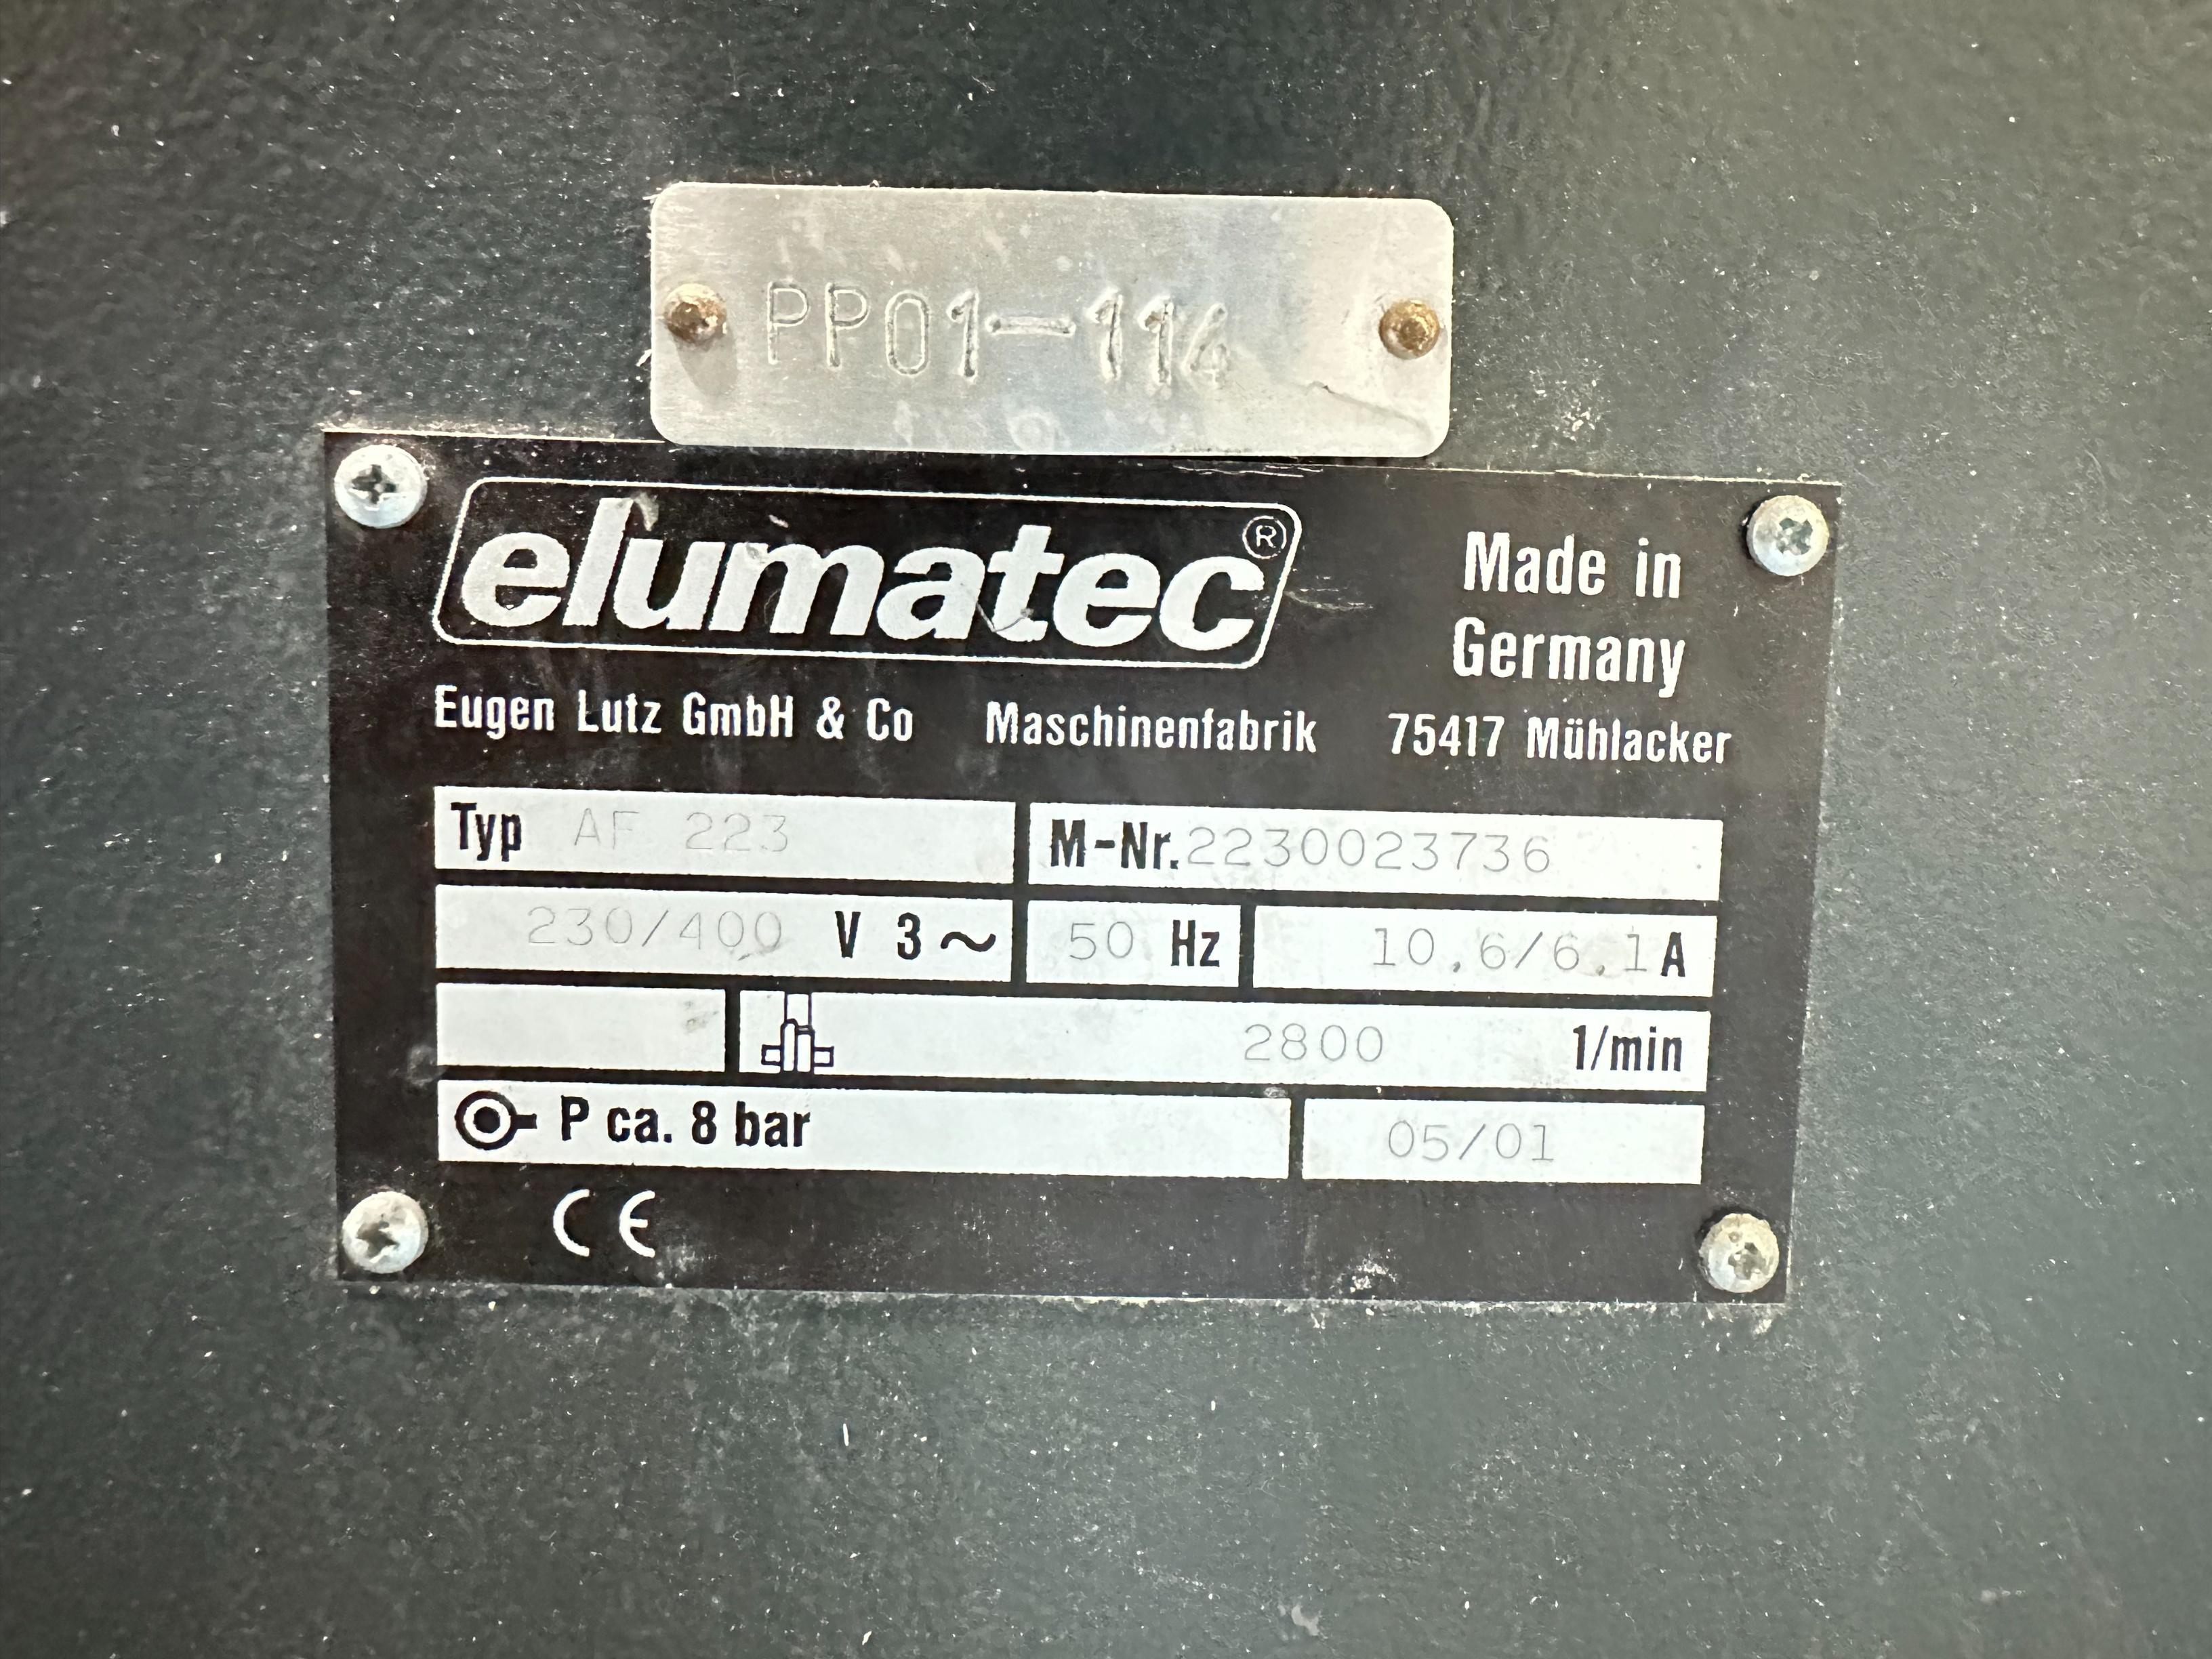 PP01-114
elumatec®
Made in
Germany
Eugen Lutz GmbH & Co Maschinenfabrik 75417 Mühlacker
Typ AF 223 M-Nr. 2230023736
230/400 V 3~ 50 Hz 10,6/6,1 A
2800 1/min
P ca. 8 bar 05/01
CE